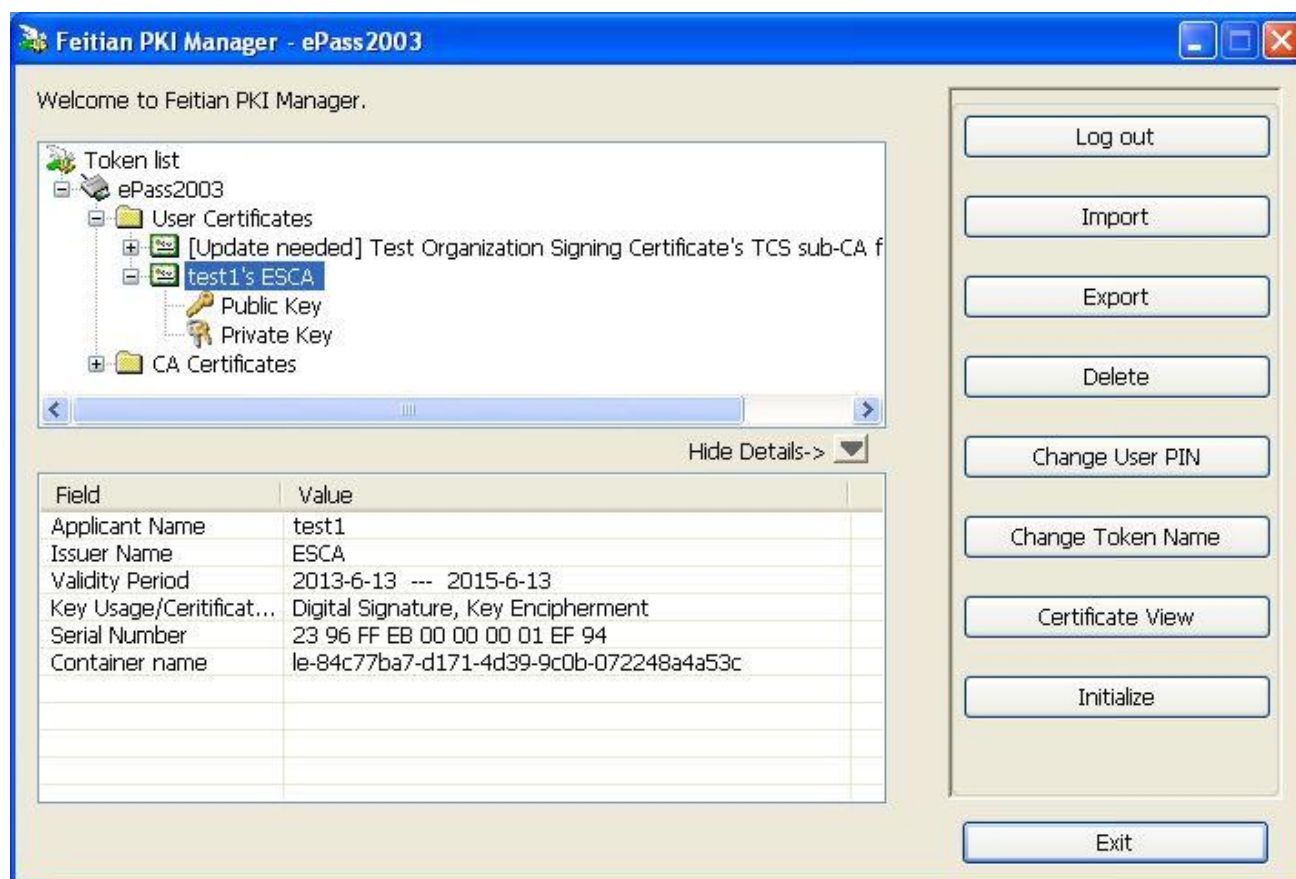 Feitian PKI Manager - ePass2003
Welcome to Feitian PKI Manager.
Token list
ePass2003
User Certificates
[Update needed] Test Organization Signing Certificate's TCS sub-CA f
test1's ESCA
Public Key
Private Key
CA Certificates
Hide Details->
Field Value
Applicant Name test1
Issuer Name ESCA
Validity Period 2013-6-13 --- 2015-6-13
Key Usage/Ceritificat... Digital Signature, Key Encipherment
Serial Number 23 96 FF EB 00 00 00 01 EF 94
Container name le-84c77ba7-d171-4d39-9c0b-072248a4a53c
Log out
Import
Export
Delete
Change User PIN
Change Token Name
Certificate View
Initialize
Exit